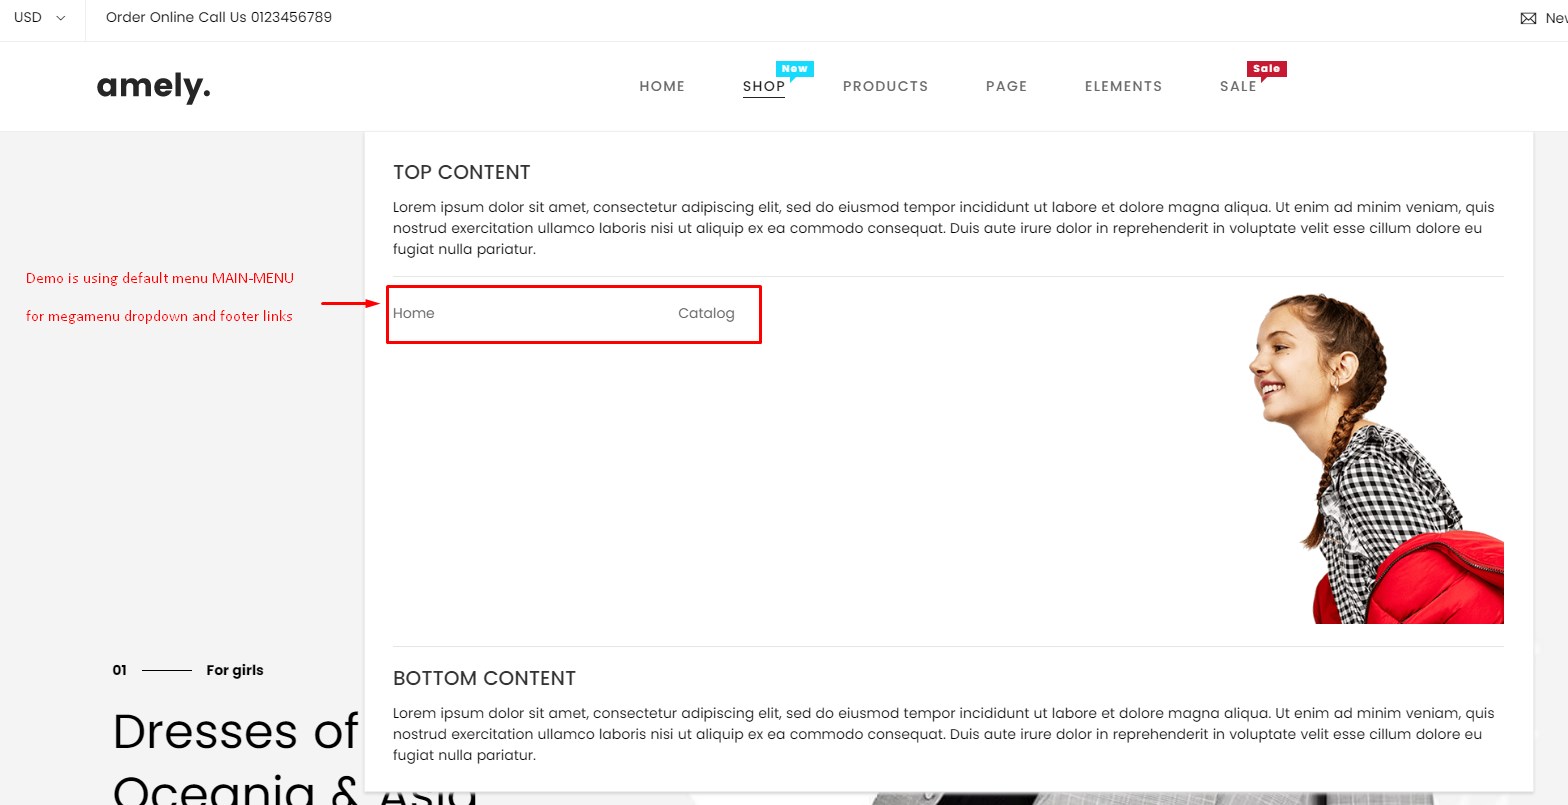 USD
Order Online Call Us 0123456789
amely.
HOME
SHOP
New
PRODUCTS
PAGE
ELEMENTS
SALE
Sale
TOP CONTENT
Lorem ipsum dolor sit amet, consectetur adipiscing elit, sed do eiusmod tempor incididunt ut labore et dolore magna aliqua. Ut enim ad minim veniam, quis
nostrud exercitation ullamco laboris nisi ut aliquip ex ea commodo consequat. Duis aute irure dolor in reprehenderit in voluptate velit esse cillum dolore eu
fugiat nulla pariatur.
Demo is using default menu MAIN-MENU
for megamenu dropdown and footer links
Home
Catalog
01
For girls
Dresses of
Oceania & Asia
BOTTOM CONTENT
Lorem ipsum dolor sit amet, consectetur adipiscing elit, sed do eiusmod tempor incididunt ut labore et dolore magna aliqua. Ut enim ad minim veniam, quis
nostrud exercitation ullamco laboris nisi ut aliquip ex ea commodo consequat. Duis aute irure dolor in reprehenderit in voluptate velit esse cillum dolore eu
fugiat nulla pariatur.